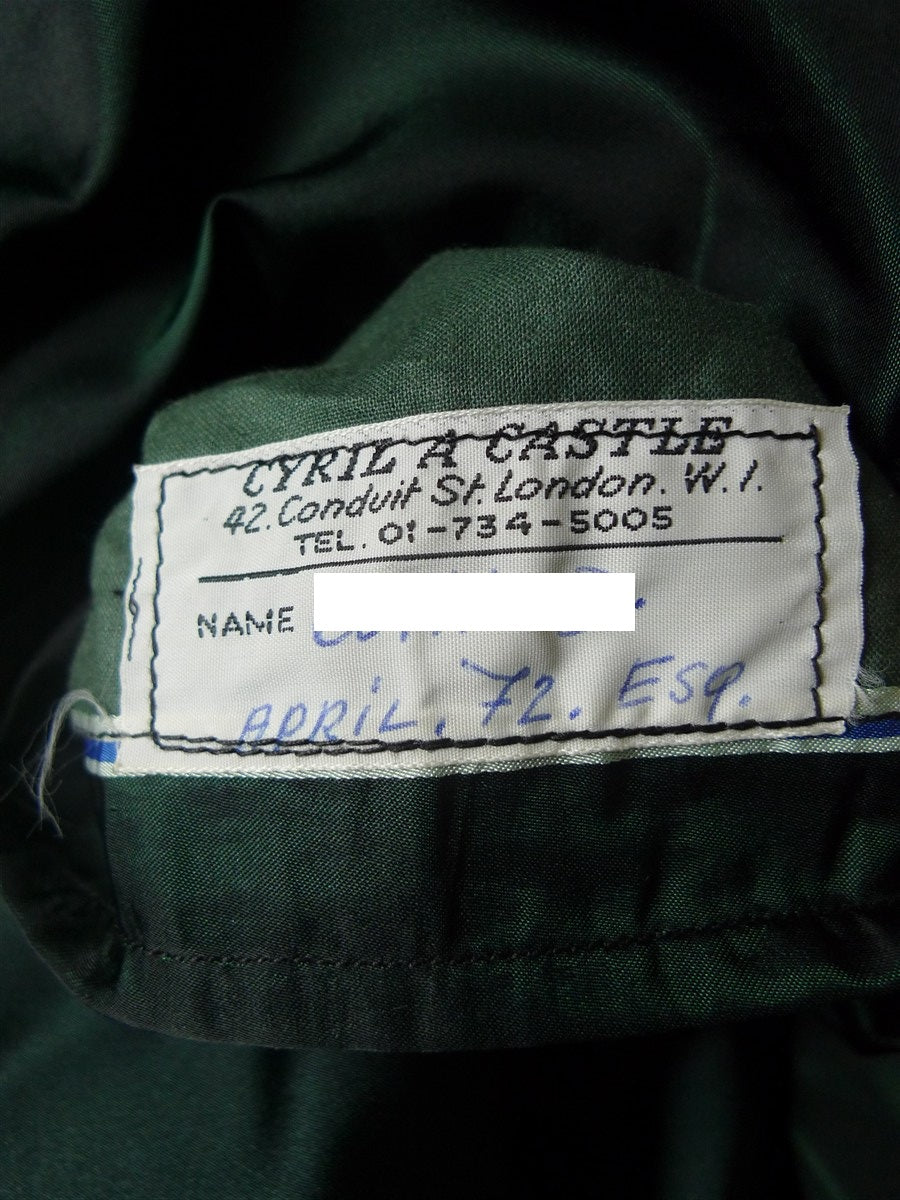 CYRIL A CASTLE
42. Conduit St. London. W.1.
TEL. 01-734-5005
NAME
APRIL. 72. ESQ.